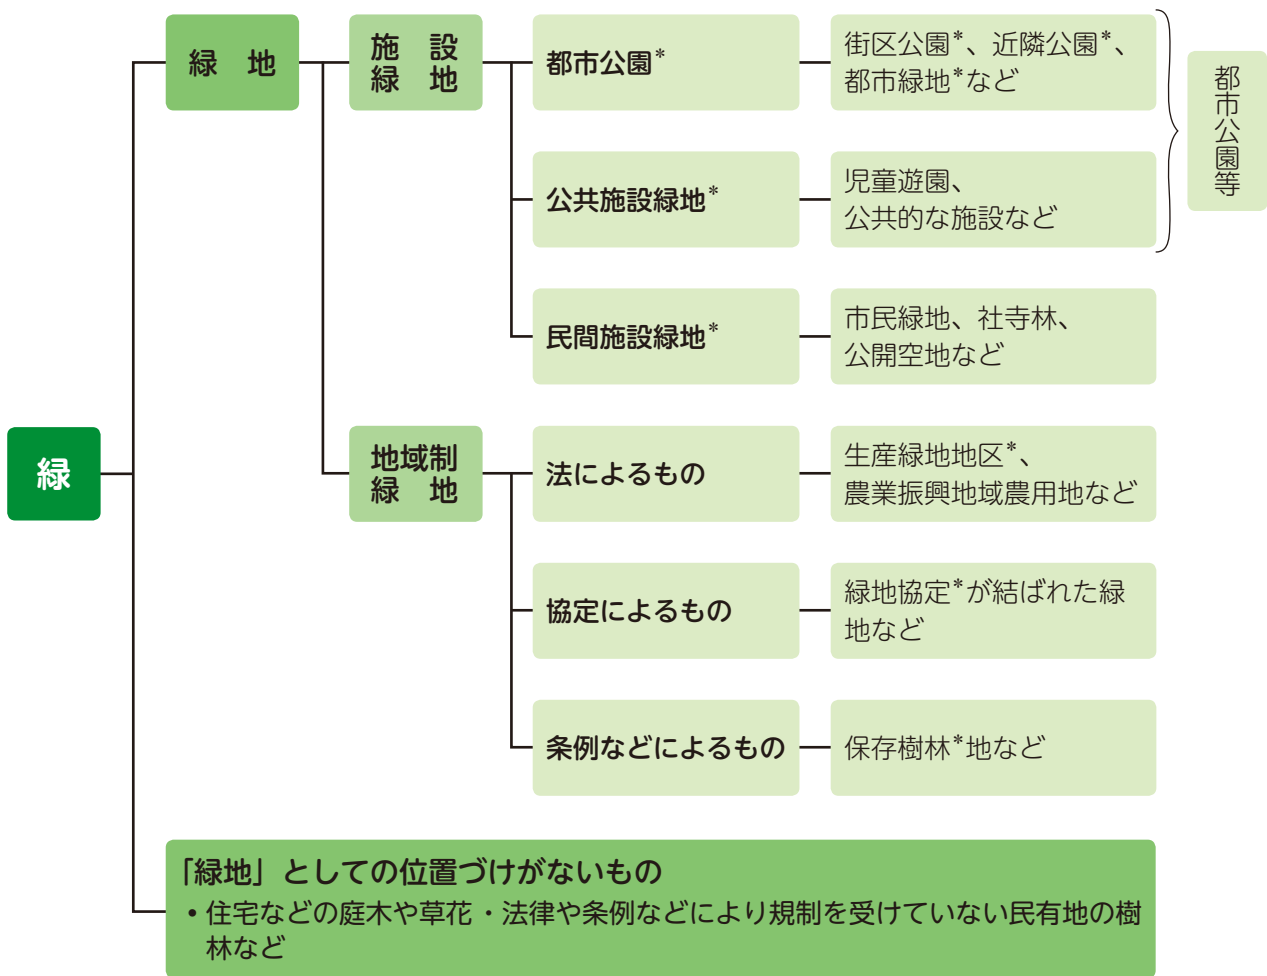 緑
緑 地
施 設
緑 地
都市公園*
街区公園*、近隣公園*、
都市緑地*など
都市公園等
公共施設緑地*
児童遊園、
公共的な施設など
民間施設緑地*
市民緑地、社寺林、
公開空地など
地域制
緑 地
法によるもの
生産緑地地区*、
農業振興地域農用地など
協定によるもの
緑地協定*が結ばれた緑
地など
条例などによるもの
保存樹林*地など
「緑地」としての位置づけがないもの
・住宅などの庭木や草花・法律や条例などにより規制を受けていない民有地の樹
林など